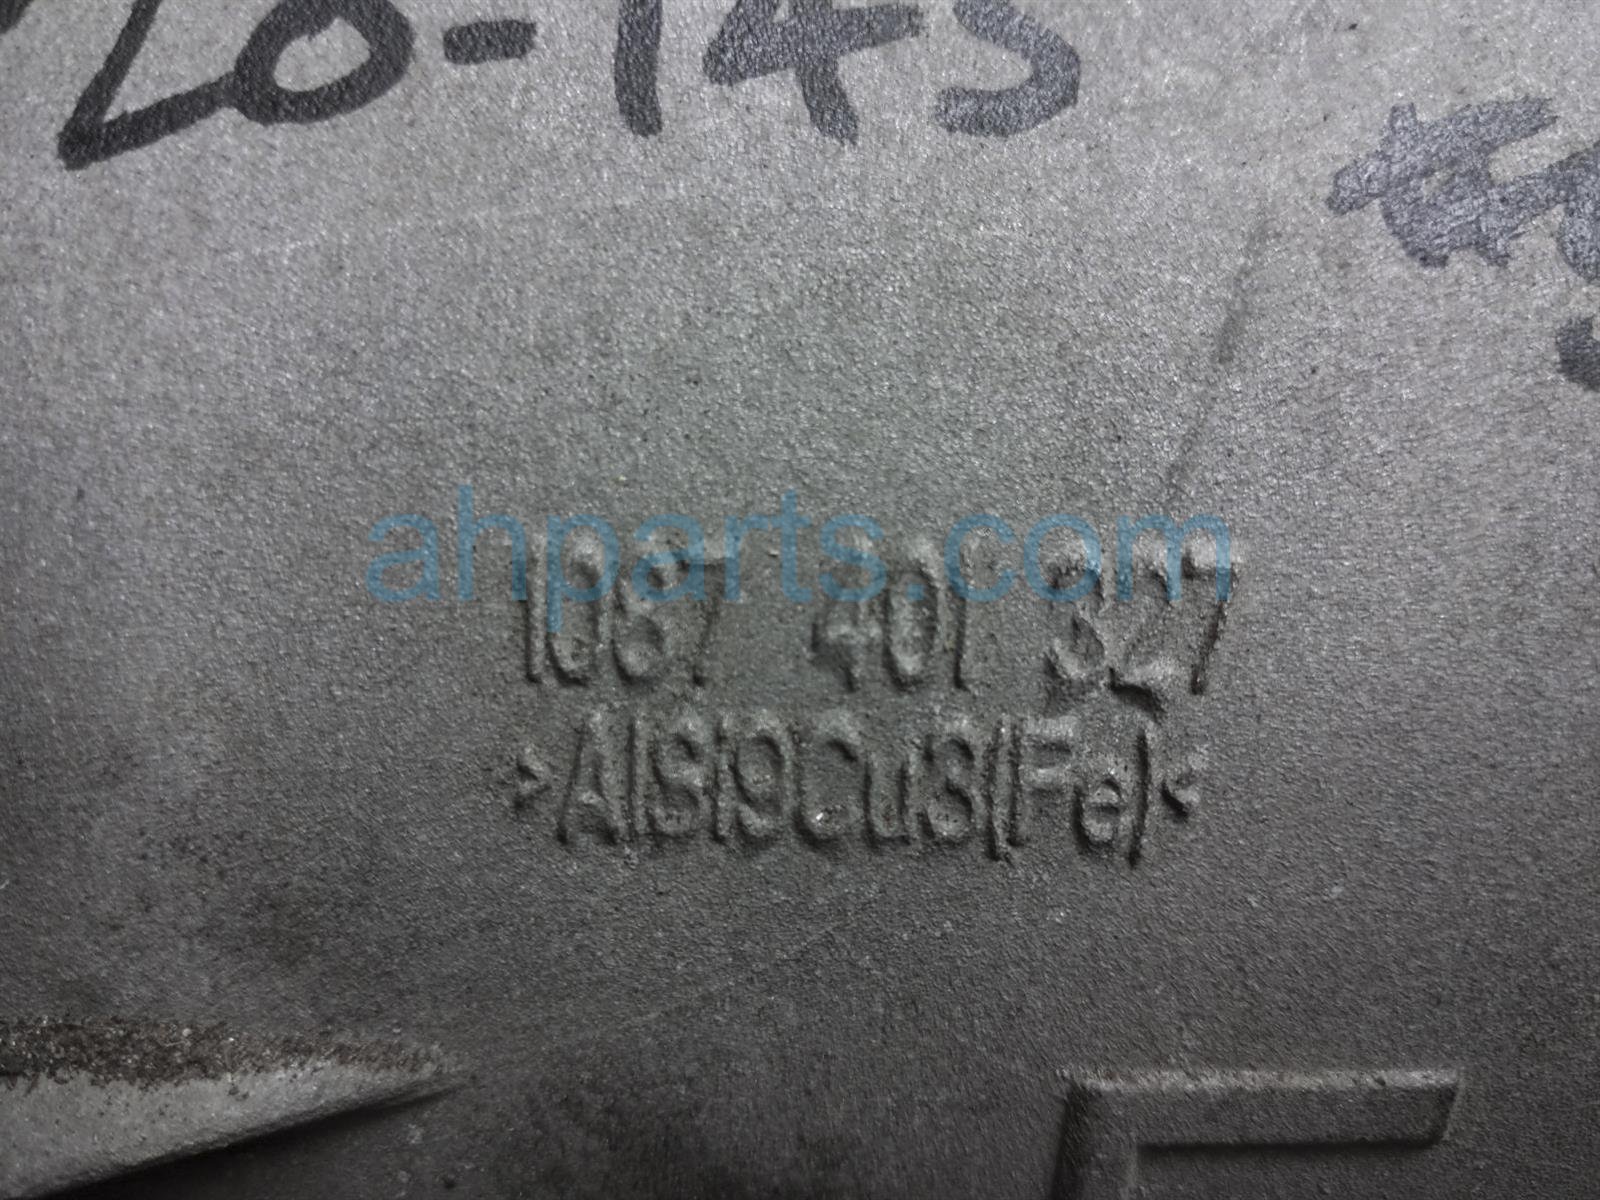 20-145
ahparts.com
1087 401 327
>AlSi9Cu3(Fe)<